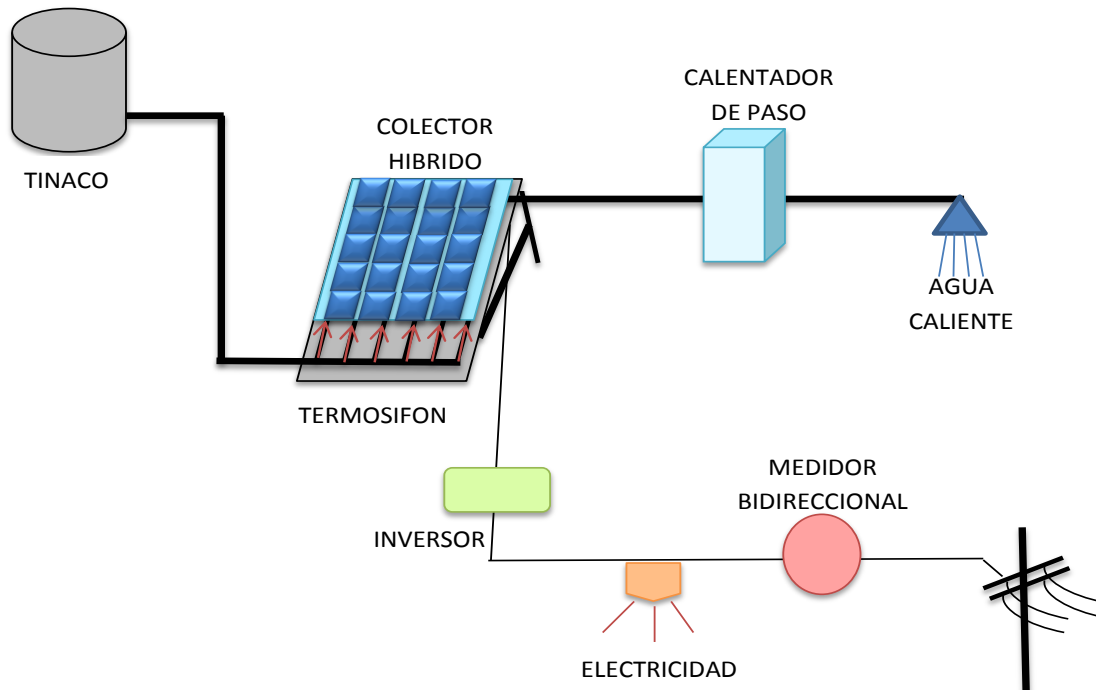 TINACO
COLECTOR
HIBRIDO
CALENTADOR
DE PASO
AGUA
CALIENTE
TERMOSIFON
INVERSOR
MEDIDOR
BIDIRECCIONAL
ELECTRICIDAD